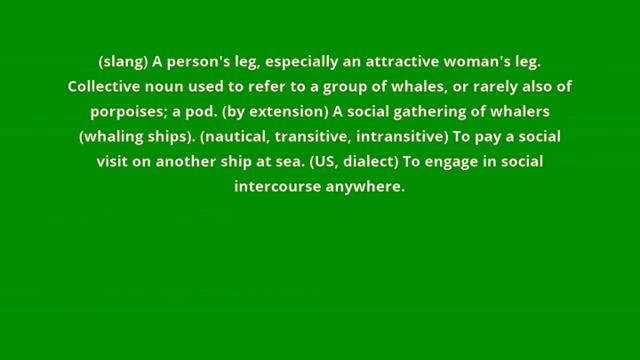 (slang) A person's leg, especially an attractive woman's leg.
Collective noun used to refer to a group of whales, or rarely also of
porpoises; a pod. (by extension) A social gathering of whalers
(whaling ships). (nautical, transitive, intransitive) To pay a social
visit on another ship at sea. (US, dialect) To engage in social
intercourse anywhere.